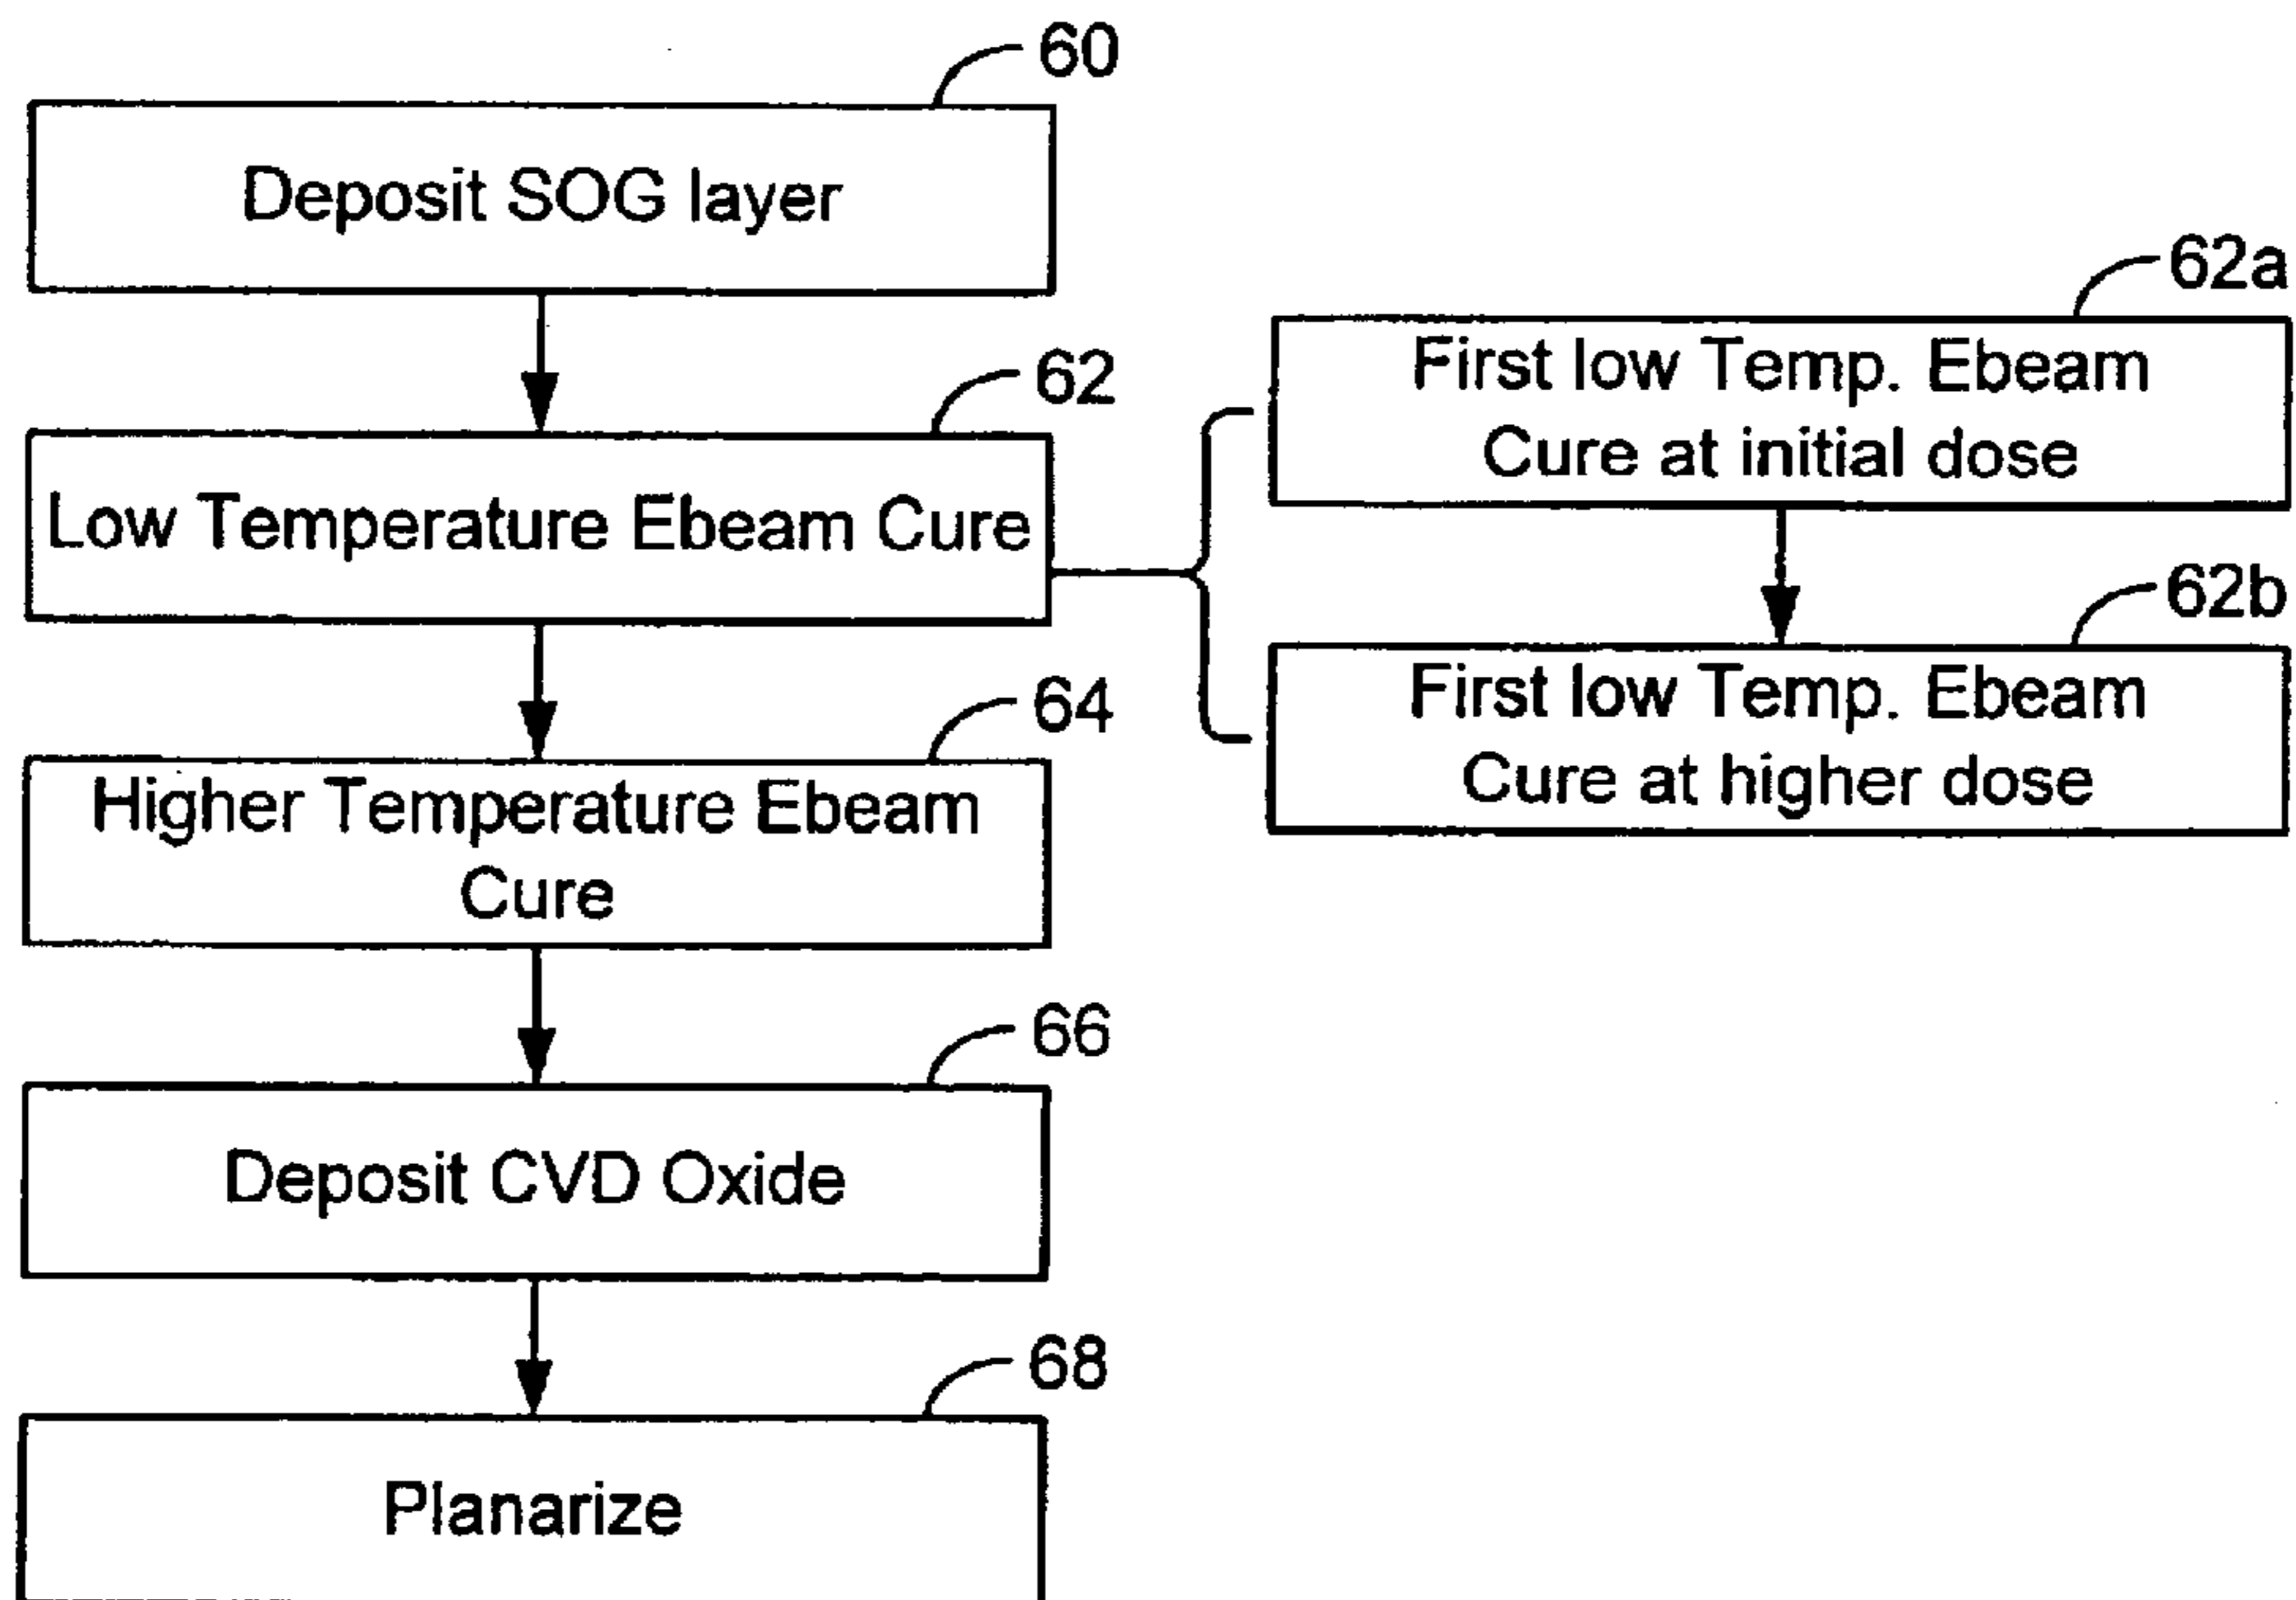 60
Deposit SOG layer
62
Low Temperature Ebeam Cure
62a
First low Temp. Ebeam
Cure at initial dose
62b
First low Temp. Ebeam
Cure at higher dose
64
Higher Temperature Ebeam
Cure
66
Deposit CVD Oxide
68
Planarize